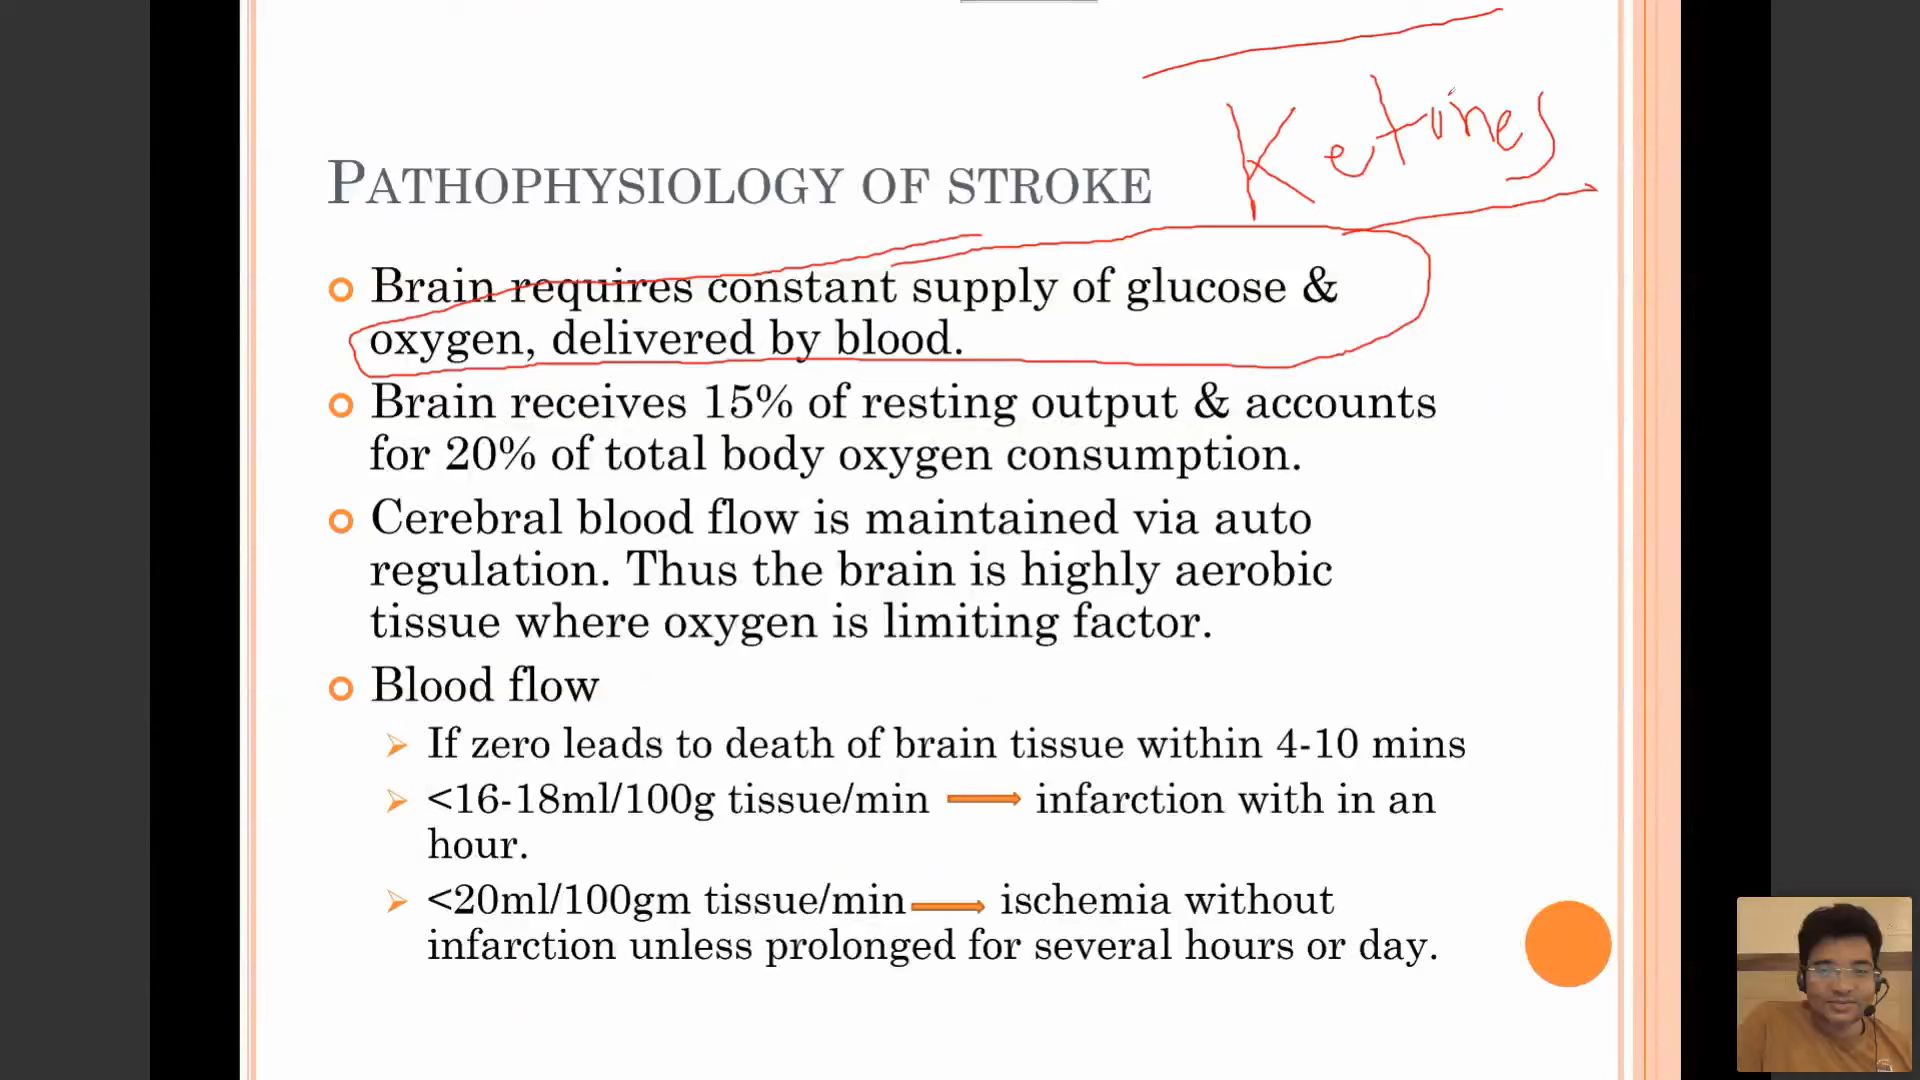 Ketones
PATHOPHYSIOLOGY OF STROKE
Brain requires constant supply of glucose &
oxygen, delivered by blood.
Brain receives 15% of resting output & accounts
for 20% of total body oxygen consumption.
Cerebral blood flow is maintained via auto
regulation. Thus the brain is highly aerobic
tissue where oxygen is limiting factor.
Blood flow
If zero leads to death of brain tissue within 4-10 mins
<16-18ml/100g tissue/min infarction with in an
hour.
<20ml/100gm tissue/min ischemia without
infarction unless prolonged for several hours or day.